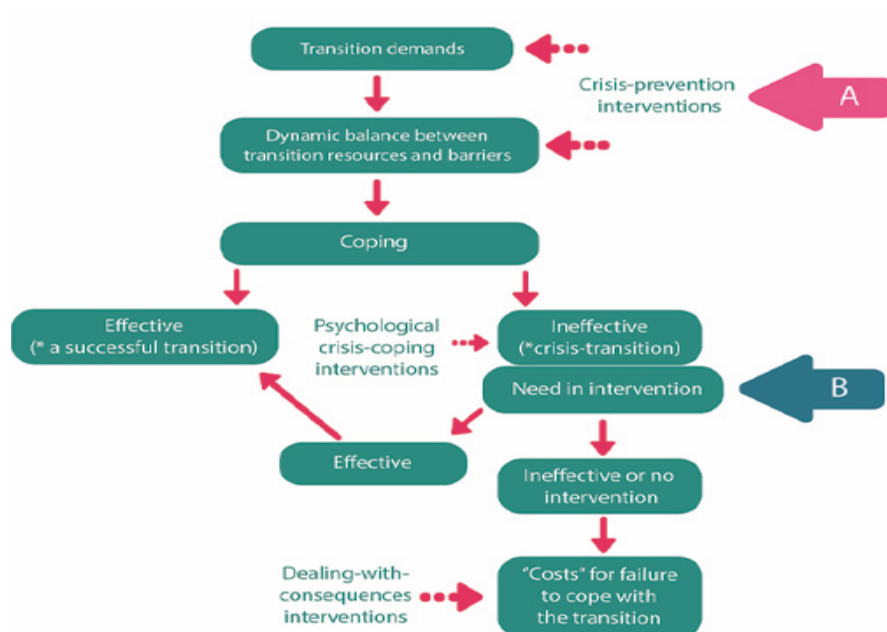 Transition demands
Crisis-prevention
interventions
A
Dynamic balance between
transition resources and barriers
Coping
Effective
(* a successful transition)
Psychological
crisis-coping
interventions
Ineffective
(*crisis-transition)
Need in intervention
B
Effective
Ineffective or no
intervention
Dealing-with-
consequences
interventions
"Costs" for failure
to cope with
the transition